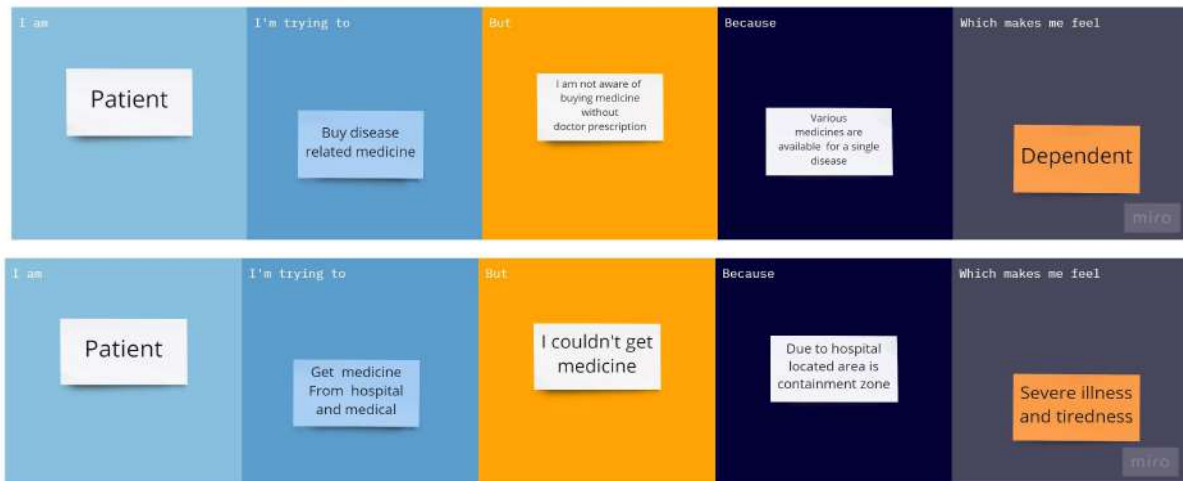 I am
I'm trying to
But
Because
Which makes me feel
Patient
Buy disease
related medicine
I am not aware of
buying medicine
without
doctor prescription
Various
medicines are
available for a single
disease
Dependent
miro
I am
I'm trying to
But
Because
Which makes me feel
Patient
Get medicine
From hospital
and medical
I couldn't get
medicine
Due to hospital
located area is
containment zone
Severe illness
and tiredness
miro